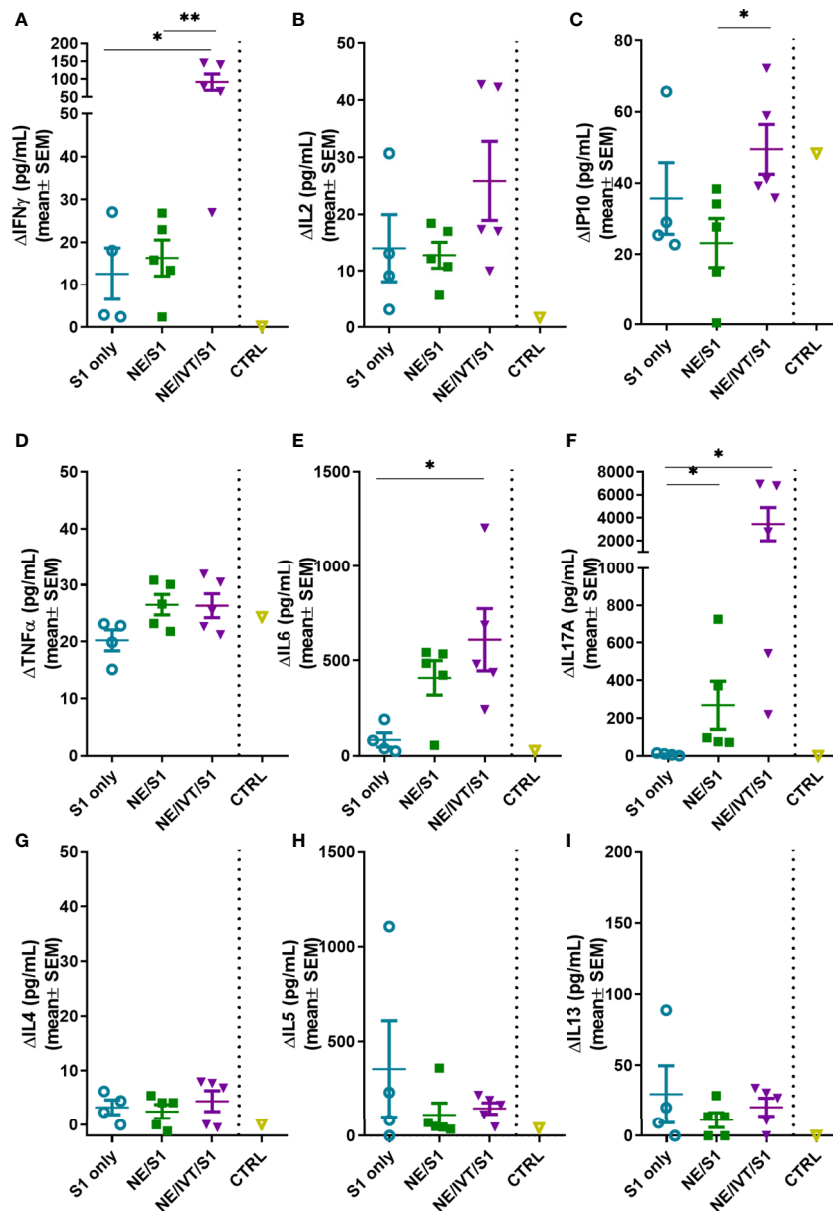 A
ΔIFNγ (pg/mL)
(mean± SEM)
200
150
100
50
50
40
30
20
10
0
*
**
S1 only
NE/S1
NE/IVT/S1
CTRL
B
ΔIL2 (pg/mL)
(mean± SEM)
50
40
30
20
10
0
S1 only
NE/S1
NE/IVT/S1
CTRL
C
ΔIP10 (pg/mL)
(mean± SEM)
80
60
40
20
0
*
S1 only
NE/S1
NE/IVT/S1
CTRL
D
ΔTNFα (pg/mL)
(mean± SEM)
50
40
30
20
10
0
S1 only
NE/S1
NE/IVT/S1
CTRL
E
ΔIL6 (pg/mL)
(mean± SEM)
1500
1000
500
0
*
S1 only
NE/S1
NE/IVT/S1
CTRL
F
ΔIL17A (pg/mL)
(mean± SEM)
8000
6000
4000
2000
800
600
400
200
0
*
*
S1 only
NE/S1
NE/IVT/S1
CTRL
G
ΔIL4 (pg/mL)
(mean± SEM)
50
40
30
20
10
0
S1 only
NE/S1
NE/IVT/S1
CTRL
H
ΔIL5 (pg/mL)
(mean± SEM)
1500
1000
500
0
S1 only
NE/S1
NE/IVT/S1
CTRL
I
ΔIL13 (pg/mL)
(mean± SEM)
200
150
100
50
0
S1 only
NE/S1
NE/IVT/S1
CTRL